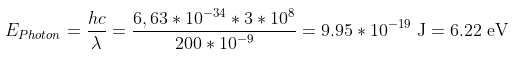 E_{Photon} = \frac{hc}{\lambda} = \frac{6,63 * 10^{-34} * 3 * 10^{8}}{200 * 10^{-9}} = 9.95 * 10^{-19} J = 6.22 eV